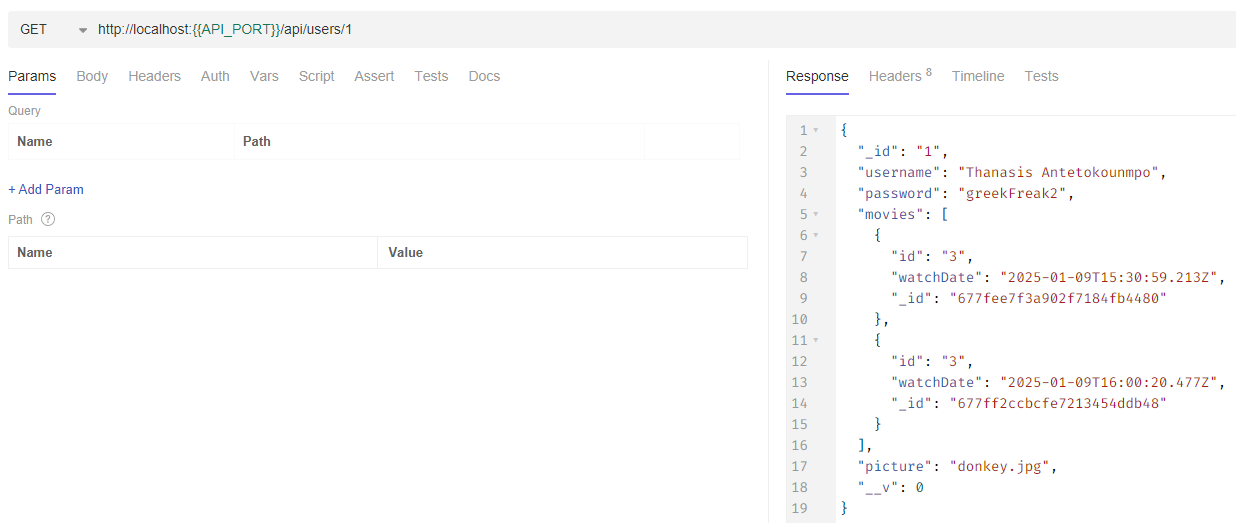 GET http://localhost:{{API_PORT}}/api/users/1
Params Body Headers Auth Vars Script Assert Tests Docs
Query
Name Path
+ Add Param
Path ?
Name Value
Response Headers 8 Timeline Tests
1 {
2 "_id": "1",
3 "username": "Thanasis Antetokounmpo",
4 "password": "greekFreak2",
5 "movies": [
6 {
7 "id": "3",
8 "watchDate": "2025-01-09T15:30:59.213Z",
9 "_id": "677fee7f3a902f7184fb4480"
10 },
11 {
12 "id": "3",
13 "watchDate": "2025-01-09T16:00:20.477Z",
14 "_id": "677ff2ccbcfe7213454ddb48"
15 }
16 ],
17 "picture": "donkey.jpg",
18 "__v": 0
19 }